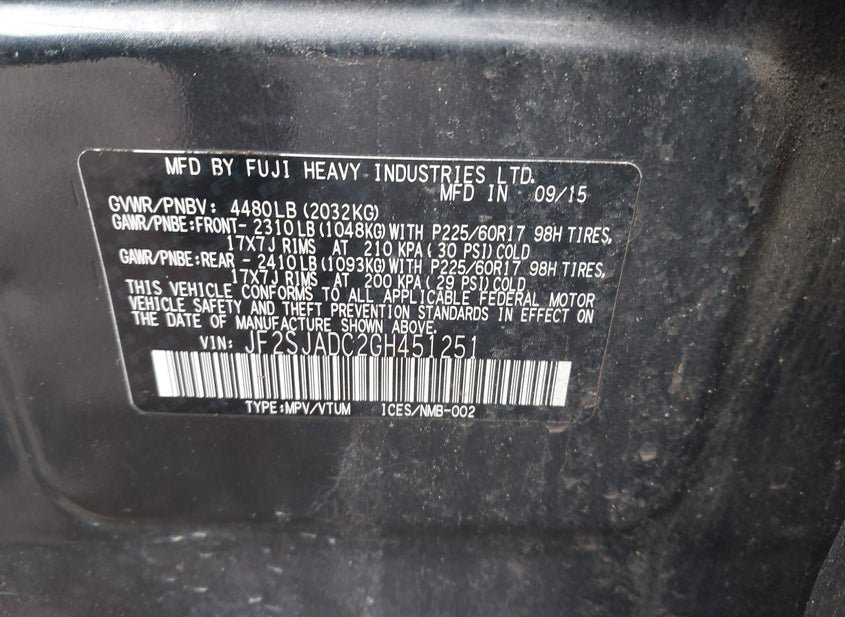 MFD BY FUJI HEAVY INDUSTRIES LTD.
MFD IN 09/15
GVWR/PNBV: 4480LB (2032KG)
GAWR/PNBE:FRONT- 2310LB (1048KG) WITH P225/60R17 98H TIRES,
17X7J RIMS AT 210 KPA ( 30 PSI) COLD
GAWR/PNBE:REAR - 2410LB (1093KG) WITH P225/60R17 98H TIRES,
17X7J RIMS AT 200 KPA ( 29 PSI) COLD
THIS VEHICLE CONFORMS TO ALL APPLICABLE FEDERAL MOTOR
VEHICLE SAFETY AND THEFT PREVENTION STANDARDS IN EFFECT ON
THE DATE OF MANUFACTURE SHOWN ABOVE.
VIN: JF2SJADC2GH451251
TYPE:MPV/VTUM ICES/NMB-002